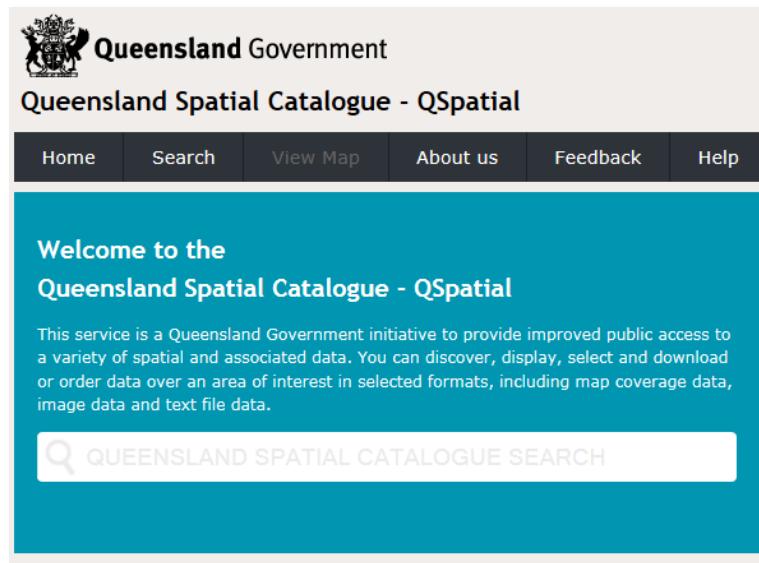 Queensland Government
Queensland Spatial Catalogue - QSpatial
Home Search View Map About us Feedback Help
Welcome to the
Queensland Spatial Catalogue - QSpatial
This service is a Queensland Government initiative to provide improved public access to
a variety of spatial and associated data. You can discover, display, select and download
or order data over an area of interest in selected formats, including map coverage data,
image data and text file data.
QUEENSLAND SPATIAL CATALOGUE SEARCH